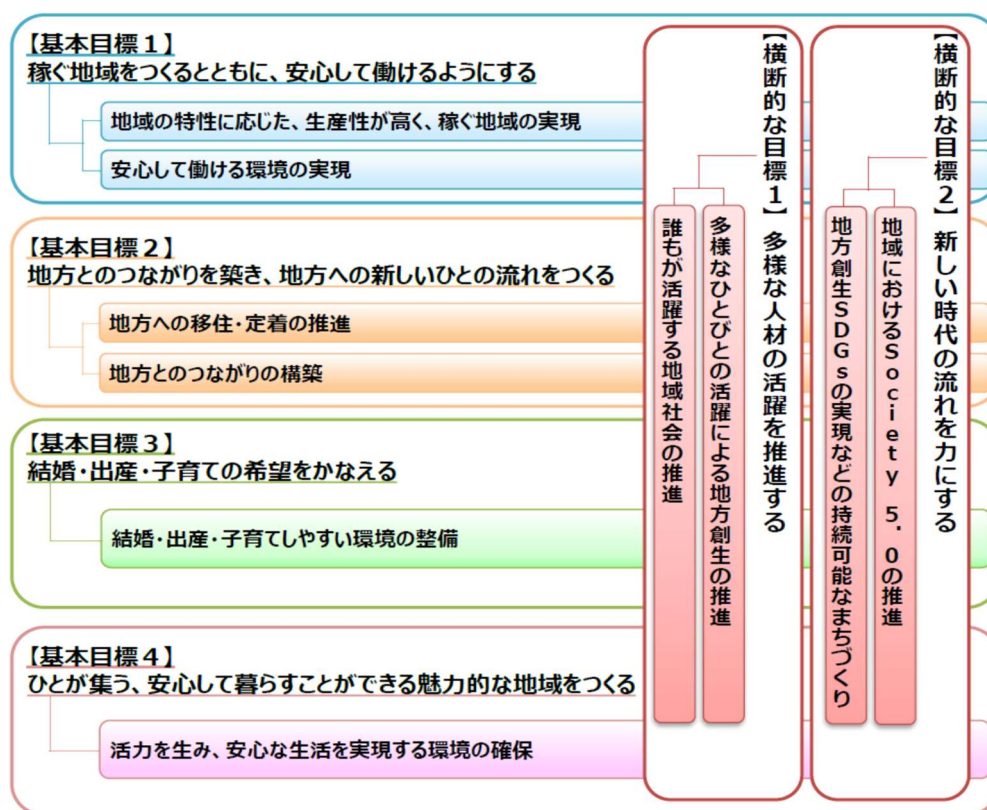 【基本目標１】
稼ぐ地域をつくるとともに、安心して働けるようにする
地域の特性に応じた、生産性が高く、稼ぐ地域の実現
安心して働ける環境の実現
【基本目標２】
地方とのつながりを築き、地方への新しいひとの流れをつくる
地方への移住・定着の推進
地方とのつながりの構築
【基本目標３】
結婚・出産・子育ての希望をかなえる
結婚・出産・子育てしやすい環境の整備
【基本目標４】
ひとが集う、安心して暮らすことができる魅力的な地域をつくる
活力を生み、安心な生活を実現する環境の確保
【横断的な目標１】多様な人材の活躍を推進する
多様なひとびとの活躍による地方創生の推進
誰もが活躍する地域社会の推進
【横断的な目標２】新しい時代の流れを力にする
地域におけるＳｏｃｉｅｔｙ ５．０の推進
地方創生ＳＤＧｓの実現などの持続可能なまちづくり